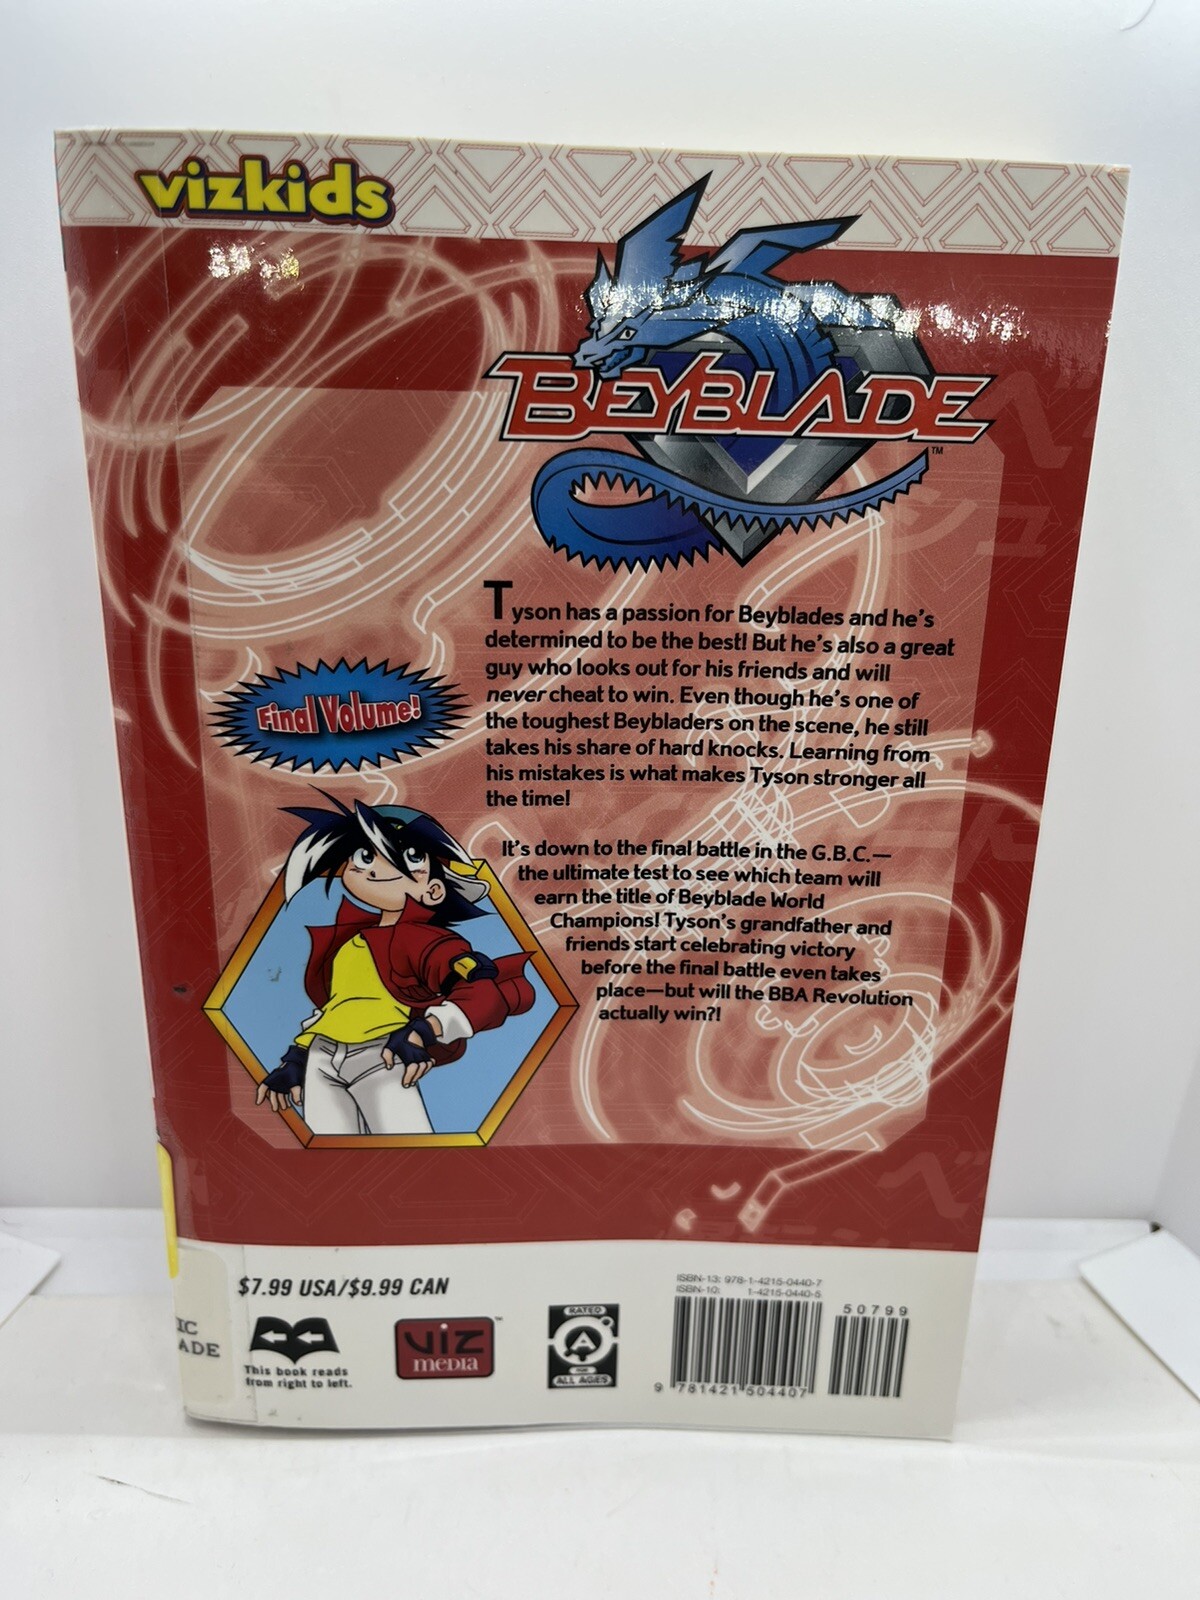 vizkids
BEYBLADE
TM
Tyson has a passion for Beyblades and he's
determined to be the best! But he's also a great
guy who looks out for his friends and will
never cheat to win. Even though he's one of
the toughest Beybladers on the scene, he still
takes his share of hard knocks. Learning from
his mistakes is what makes Tyson stronger all
the time!
Final Volume!
It's down to the final battle in the G.B.C.—
the ultimate test to see which team will
earn the title of Beyblade World
Champions! Tyson's grandfather and
friends start celebrating victory
before the final battle even takes
place—but will the BBA Revolution
actually win?!
$7.99 USA/$9.99 CAN
ISBN-13: 978-1-4215-0440-7
ISBN-10: 1-4215-0440-5
50799
IC
ADE
This book reads
from right to left.
VIZ
media
TM
RATED
A
FOR
ALL AGES
9 781421 504407